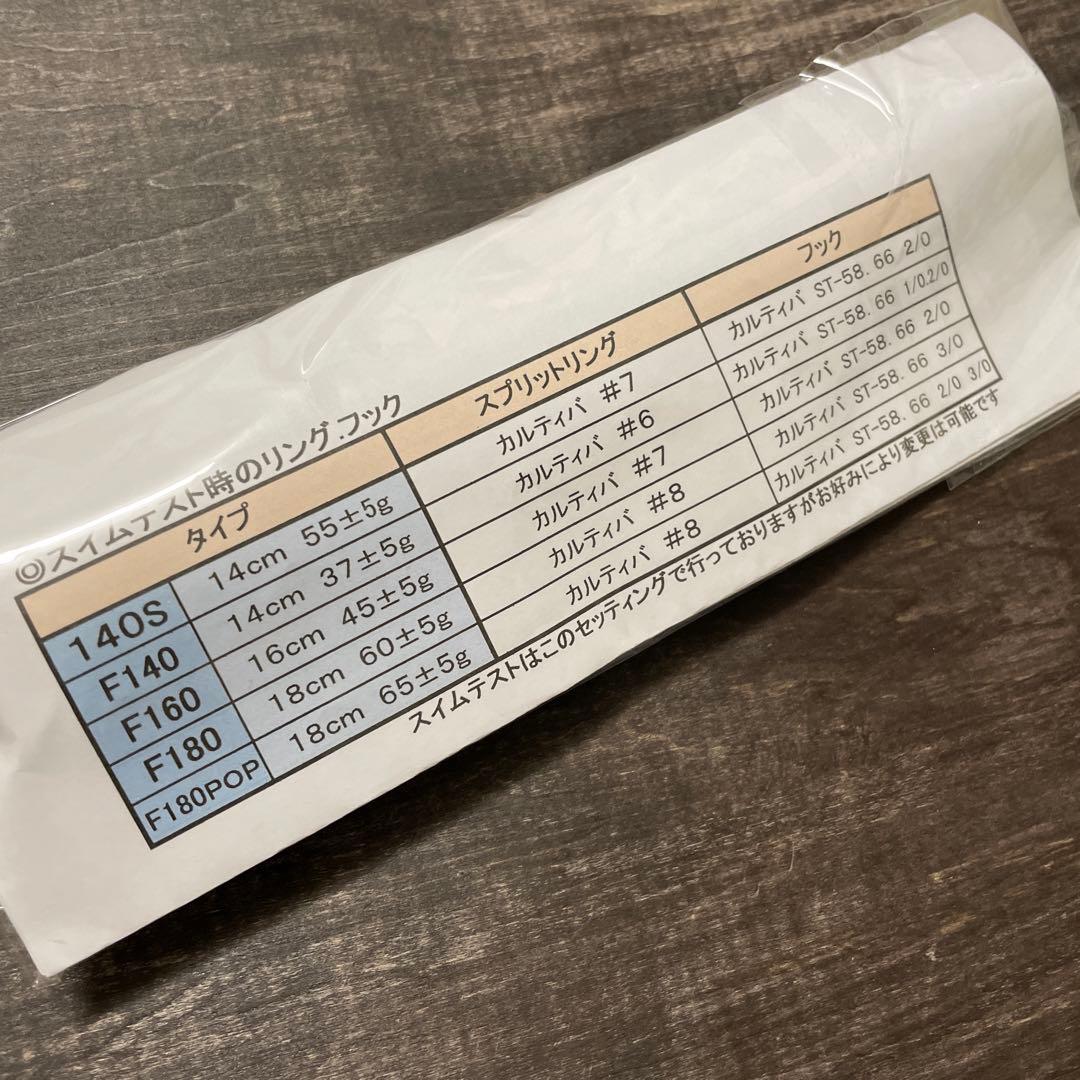 ◎スイムテスト時のリング.フック
タイプ スプリットリング フック
140S 14cm 55±5g カルティバ #7 カルティバ ST-58. 66 2/0
F140 14cm 37±5g カルティバ #6 カルティバ ST-58. 66 1/0.2/0
F160 16cm 45±5g カルティバ #7 カルティバ ST-58. 66 2/0
F180 18cm 60±5g カルティバ #8 カルティバ ST-58. 66 3/0
F180POP 18cm 65±5g カルティバ #8 カルティバ ST-58. 66 2/0 3/0
スイムテストはこのセッティングで行っておりますがお好みにより変更は可能です